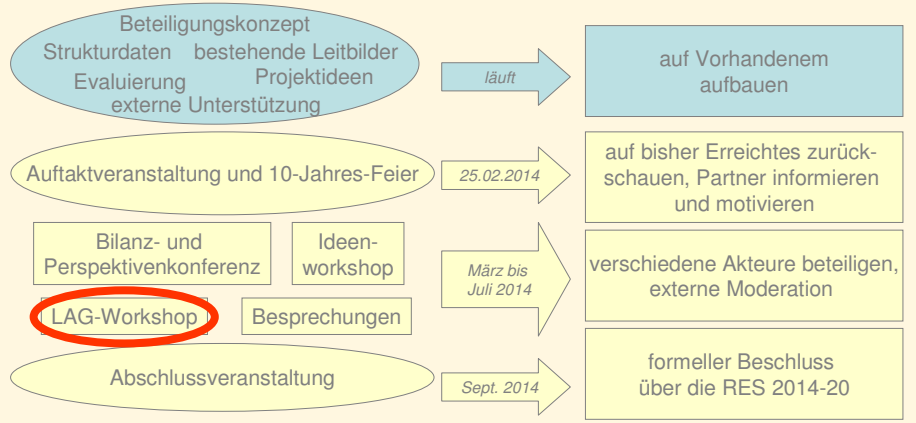 Beteiligungskonzept
Strukturdaten bestehende Leitbilder
Evaluierung Projektideen
externe Unterstützung
läuft
auf Vorhandenem
aufbauen
Auftaktveranstaltung und 10-Jahres-Feier
25.02.2014
auf bisher Erreichtes zurück-
schauen, Partner informieren
und motivieren
Bilanz- und
Perspektivenkonferenz
Ideen-
workshop
LAG-Workshop
Besprechungen
März bis
Juli 2014
verschiedene Akteure beteiligen,
externe Moderation
Abschlussveranstaltung
Sept. 2014
formeller Beschluss
über die RES 2014-20